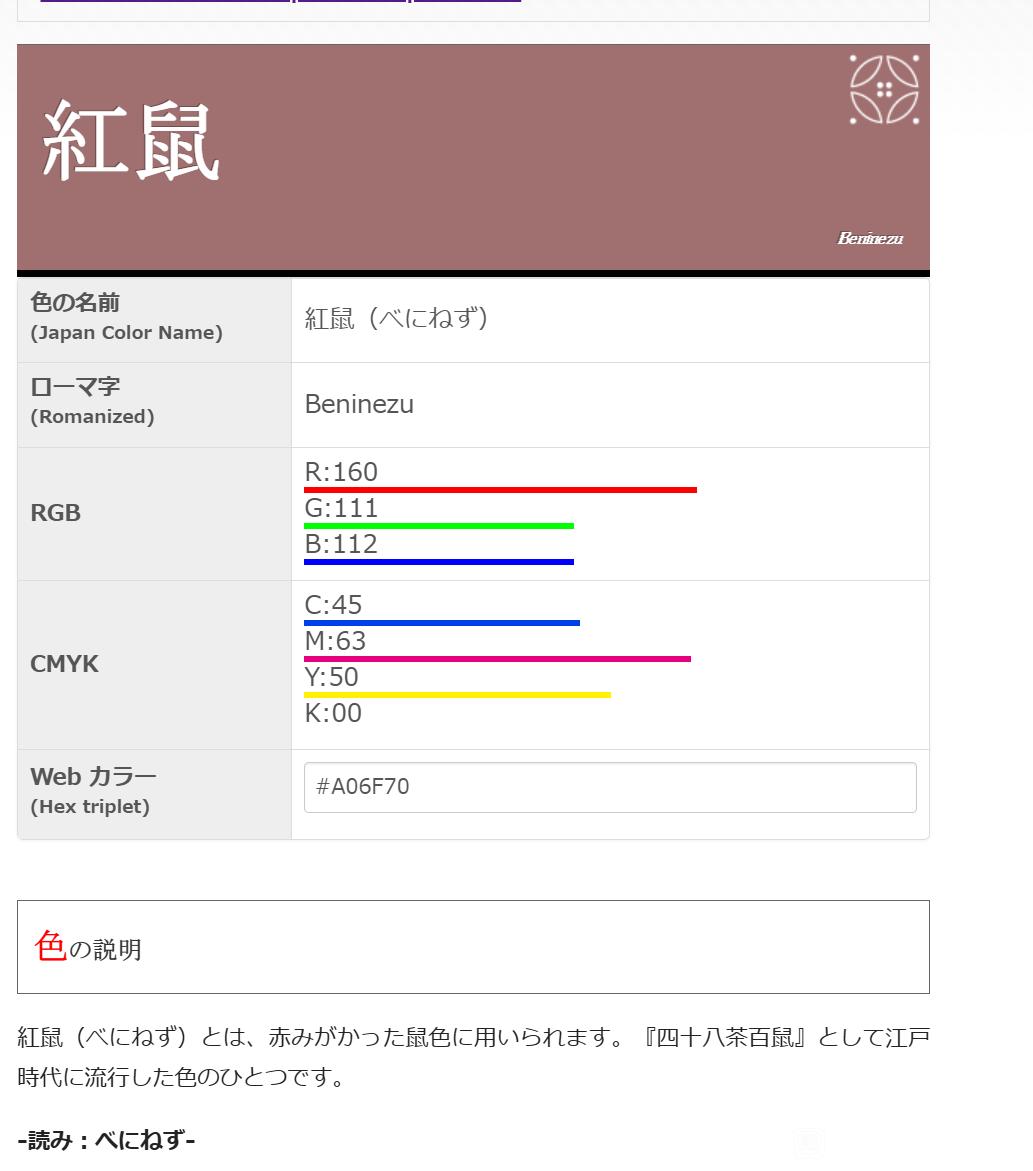 紅鼠
Beninezu
色の名前
(Japan Color Name)
紅鼠（べにねず）
ローマ字
(Romanized)
Beninezu
RGB
R:160
G:111
B:112
CMYK
C:45
M:63
Y:50
K:00
Web カラー
(Hex triplet)
#A06F70
色の説明
紅鼠（べにねず）とは、赤みがかった鼠色に用いられます。『四十八茶百鼠』として江戸
時代に流行した色のひとつです。
-読み：べにねず-